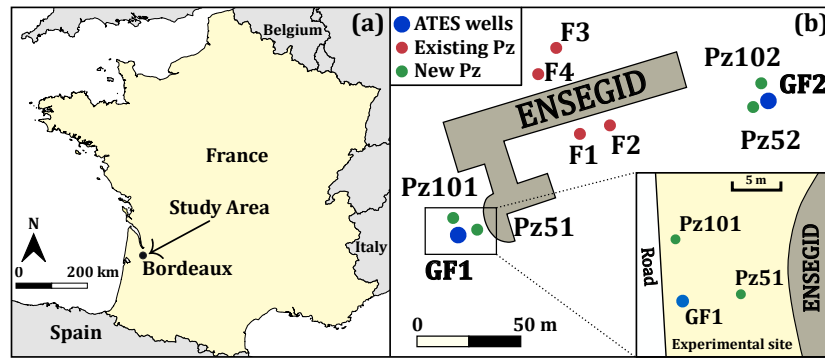 (a)
Belgium
France
Study Area
N
0 200 km
Bordeaux
Italy
Spain
(b)
ATES wells
Existing Pz
New Pz
F3
F4
ENSEGID
F1
F2
Pz102
GF2
Pz52
Pz101
Pz51
GF1
0 50 m
5 m
Pz101
Road
Pz51
GF1
ENSEGID
Experimental site